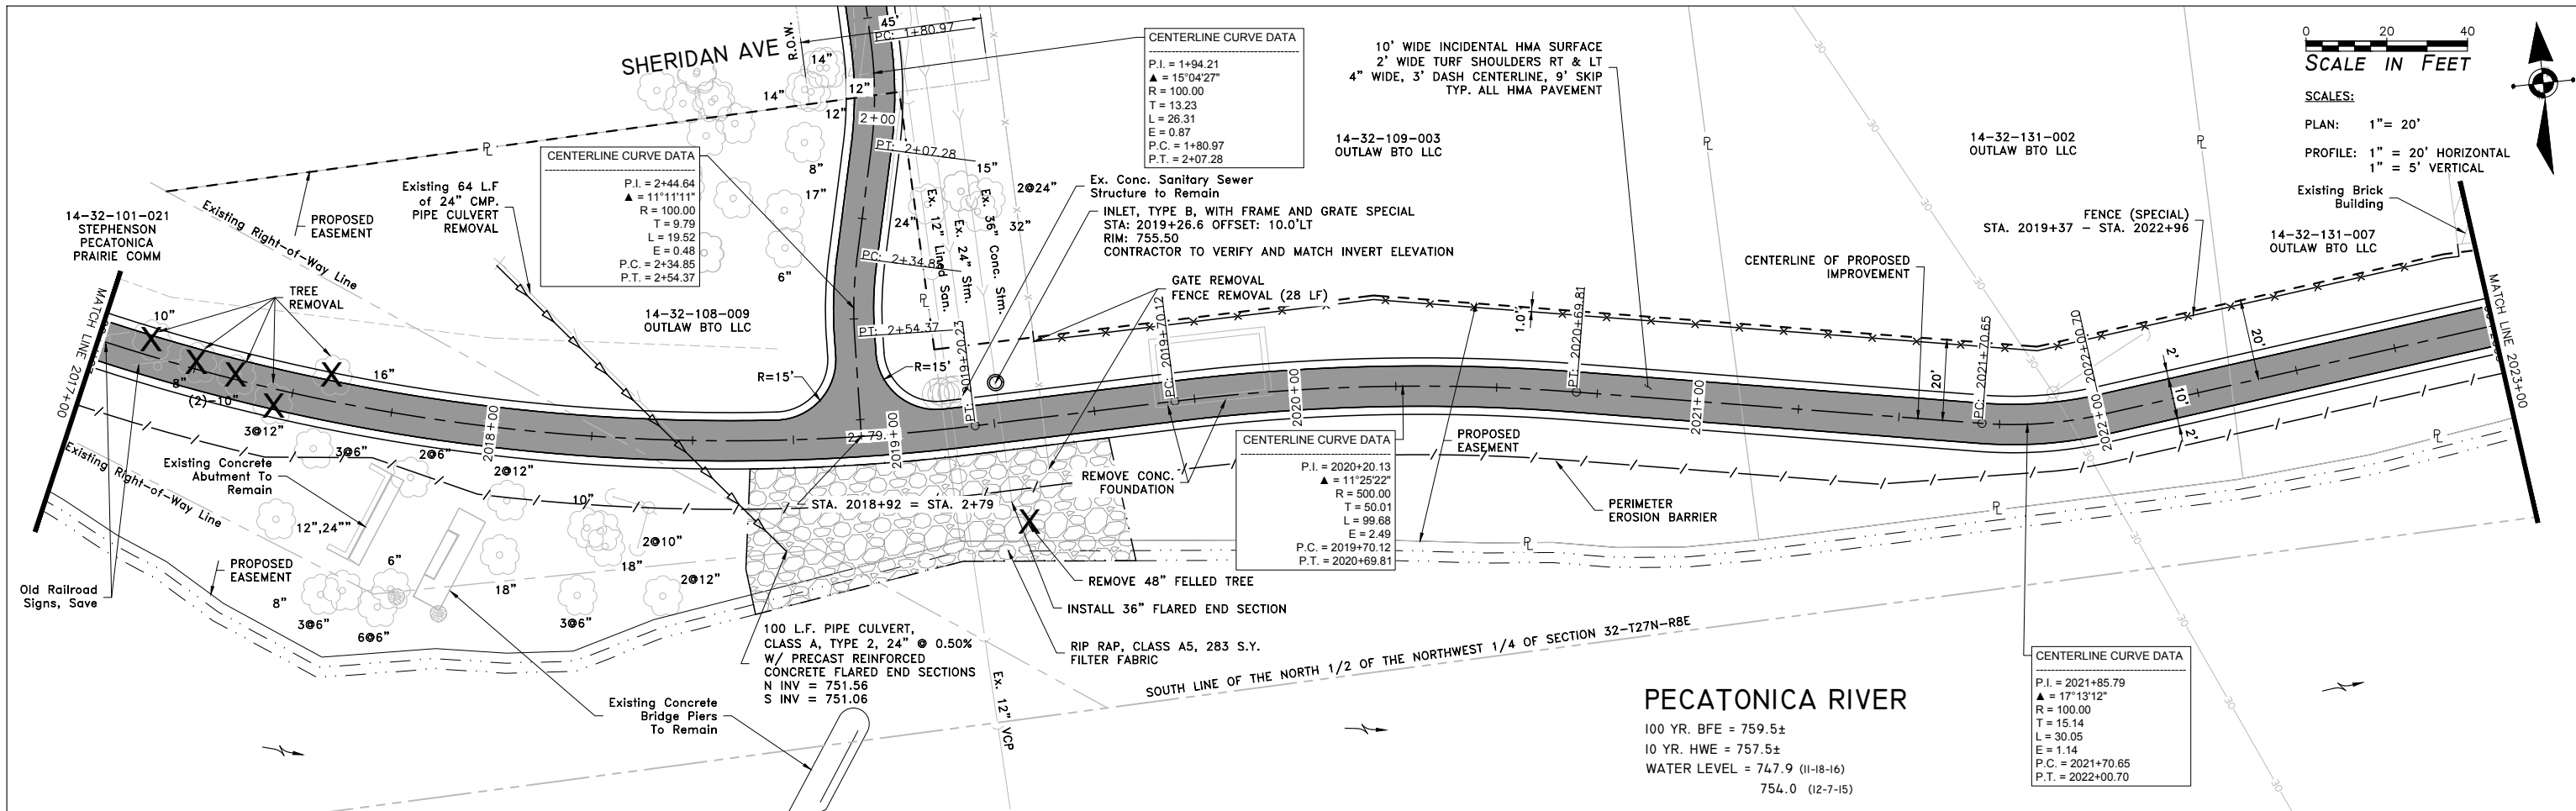 SHERIDAN AVE
R.O.W.
45'
PC: 1+80.97
14"
14"
12"
12"
2+00
PT: 2+07.28
8"
17"
15"
24"
2@24"
32"
6"
PC: 2+34.85
PT: 2+54.37
Ex. 12" Lined San.
Ex. 24" Stm.
Ex. 36" Conc. Stm.
CENTERLINE CURVE DATA
P.I. = 1+94.21
▲ = 15°04'27"
R = 100.00
T = 13.23
L = 26.31
E = 0.87
P.C. = 1+80.97
P.T. = 2+07.28
10' WIDE INCIDENTAL HMA SURFACE
2' WIDE TURF SHOULDERS RT & LT
4" WIDE, 3' DASH CENTERLINE, 9' SKIP
TYP. ALL HMA PAVEMENT
14-32-109-003
OUTLAW BTO LLC
14-32-131-002
OUTLAW BTO LLC
0 20 40
SCALE IN FEET
SCALES:
PLAN: 1"= 20'
PROFILE: 1" = 20' HORIZONTAL
1" = 5' VERTICAL
Existing Brick
Building
FENCE (SPECIAL)
STA. 2019+37 - STA. 2022+96
14-32-131-007
OUTLAW BTO LLC
CENTERLINE OF PROPOSED
IMPROVEMENT
CENTERLINE CURVE DATA
P.I. = 2+44.64
▲ = 11°11'11"
R = 100.00
T = 9.79
L = 19.52
E = 0.48
P.C. = 2+34.85
P.T. = 2+54.37
Existing 64 L.F
of 24" CMP.
PIPE CULVERT
REMOVAL
PROPOSED
EASEMENT
Existing Right-of-Way Line
14-32-101-021
STEPHENSON
PECATONICA
PRAIRIE COMM
TREE
REMOVAL
14-32-108-009
OUTLAW BTO LLC
Ex. Conc. Sanitary Sewer
Structure to Remain
INLET, TYPE B, WITH FRAME AND GRATE SPECIAL
STA: 2019+26.6 OFFSET: 10.0'LT
RIM: 755.50
CONTRACTOR TO VERIFY AND MATCH INVERT ELEVATION
GATE REMOVAL
FENCE REMOVAL (28 LF)
MATCH LINE 2017+00
10"
8"
(2)-10"
16"
3@12"
3@6"
2@6"
2@12"
10"
2018+00
R=15'
R=15'
2+79.
2019+00
PT: 2019+20.23
PC: 2019+70.12
2020+00
1.0'
PT: 2020+69.81
2021+00
20'
PC: 2021+70.65
2022+00.70
2022+00
2'
10'
2'
20'
MATCH LINE 2023+00
Existing Right-of-Way Line
Existing Concrete
Abutment To
Remain
12",24""
6"
2@10"
18"
18"
2@12"
8"
3@6"
6@6"
3@6"
PROPOSED
EASEMENT
Old Railroad
Signs, Save
STA. 2018+92 = STA. 2+79
REMOVE CONC.
FOUNDATION
CENTERLINE CURVE DATA
P.I. = 2020+20.13
▲ = 11°25'22"
R = 500.00
T = 50.01
L = 99.68
E = 2.49
P.C. = 2019+70.12
P.T. = 2020+69.81
PROPOSED
EASEMENT
PERIMETER
EROSION BARRIER
REMOVE 48" FELLED TREE
INSTALL 36" FLARED END SECTION
RIP RAP, CLASS A5, 283 S.Y.
FILTER FABRIC
100 L.F. PIPE CULVERT,
CLASS A, TYPE 2, 24" @ 0.50%
W/ PRECAST REINFORCED
CONCRETE FLARED END SECTIONS
N INV = 751.56
S INV = 751.06
Existing Concrete
Bridge Piers
To Remain
Ex. 12" VCP
SOUTH LINE OF THE NORTH 1/2 OF THE NORTHWEST 1/4 OF SECTION 32-T27N-R8E
PECATONICA RIVER
100 YR. BFE = 759.5±
10 YR. HWE = 757.5±
WATER LEVEL = 747.9 (11-18-16)
754.0 (12-7-15)
CENTERLINE CURVE DATA
P.I. = 2021+85.79
▲ = 17°13'12"
R = 100.00
T = 15.14
L = 30.05
E = 1.14
P.C. = 2021+70.65
P.T. = 2022+00.70